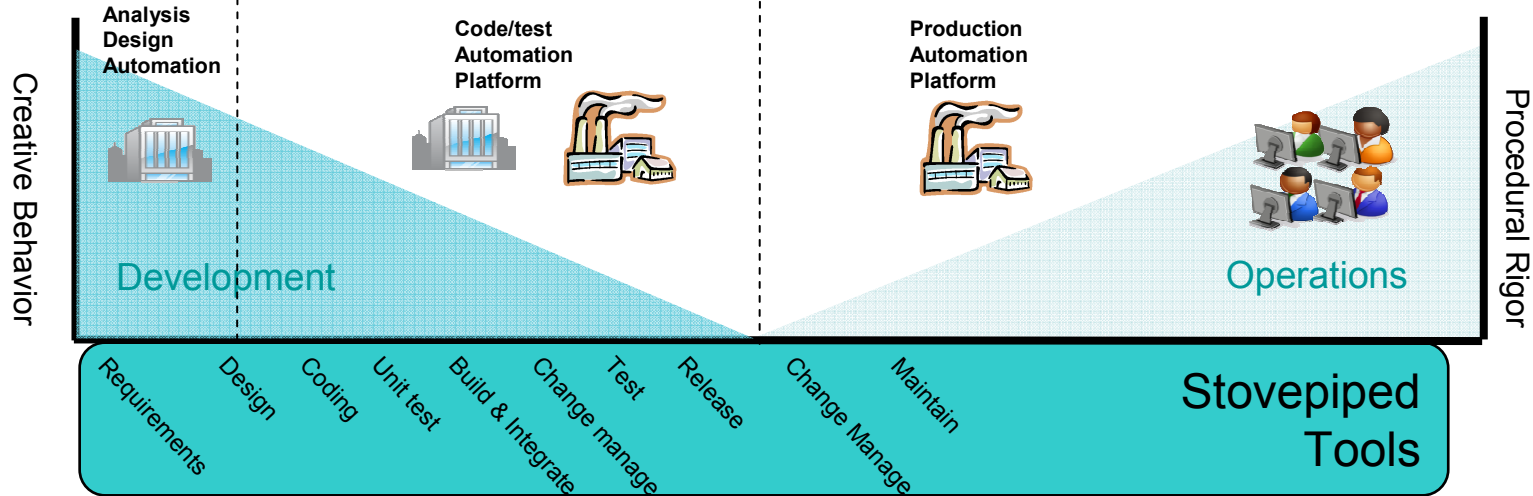 Analysis
Design
Automation
Code/test
Automation
Platform
Production
Automation
Platform
Creative Behavior
Procedural Rigor
Development
Operations
Requirements
Design
Coding
Unit test
Build & Integrate
Change manage
Test
Release
Change Manage
Maintain
Stovepiped
Tools